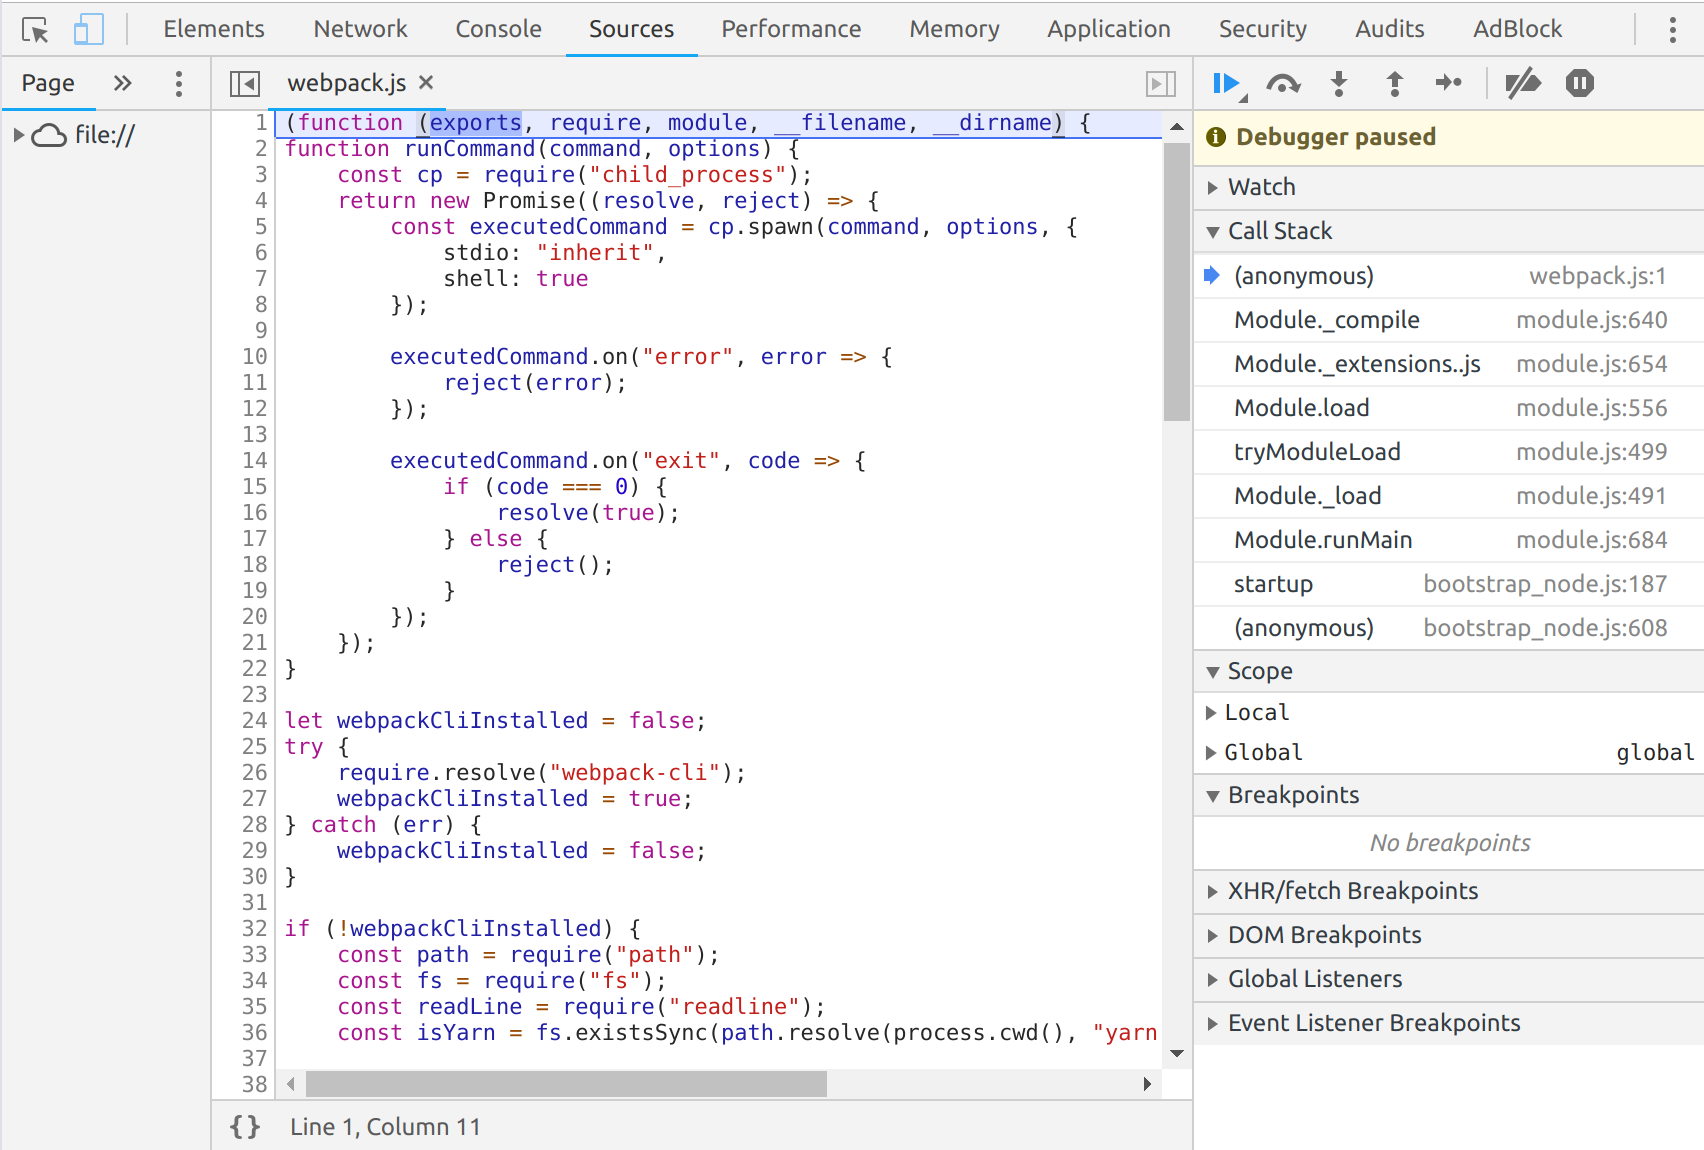 Elements Network Console Sources Performance Memory Application Security Audits AdBlock
Page
file://
webpack.js
1 (function (exports, require, module, __filename, __dirname) {
2 function runCommand(command, options) {
3     const cp = require("child_process");
4     return new Promise((resolve, reject) => {
5         const executedCommand = cp.spawn(command, options, {
6             stdio: "inherit",
7             shell: true
8         });
9
10         executedCommand.on("error", error => {
11             reject(error);
12         });
13
14         executedCommand.on("exit", code => {
15             if (code === 0) {
16                 resolve(true);
17             } else {
18                 reject();
19             }
20         });
21     });
22 }
23
24 let webpackCliInstalled = false;
25 try {
26     require.resolve("webpack-cli");
27     webpackCliInstalled = true;
28 } catch (err) {
29     webpackCliInstalled = false;
30 }
31
32 if (!webpackCliInstalled) {
33     const path = require("path");
34     const fs = require("fs");
35     const readLine = require("readline");
36     const isYarn = fs.existsSync(path.resolve(process.cwd(), "yarn
37
38
{} Line 1, Column 11
Debugger paused
Watch
Call Stack
(anonymous) webpack.js:1
Module._compile module.js:640
Module._extensions..js module.js:654
Module.load module.js:556
tryModuleLoad module.js:499
Module._load module.js:491
Module.runMain module.js:684
startup bootstrap_node.js:187
(anonymous) bootstrap_node.js:608
Scope
Local
Global global
Breakpoints
No breakpoints
XHR/fetch Breakpoints
DOM Breakpoints
Global Listeners
Event Listener Breakpoints